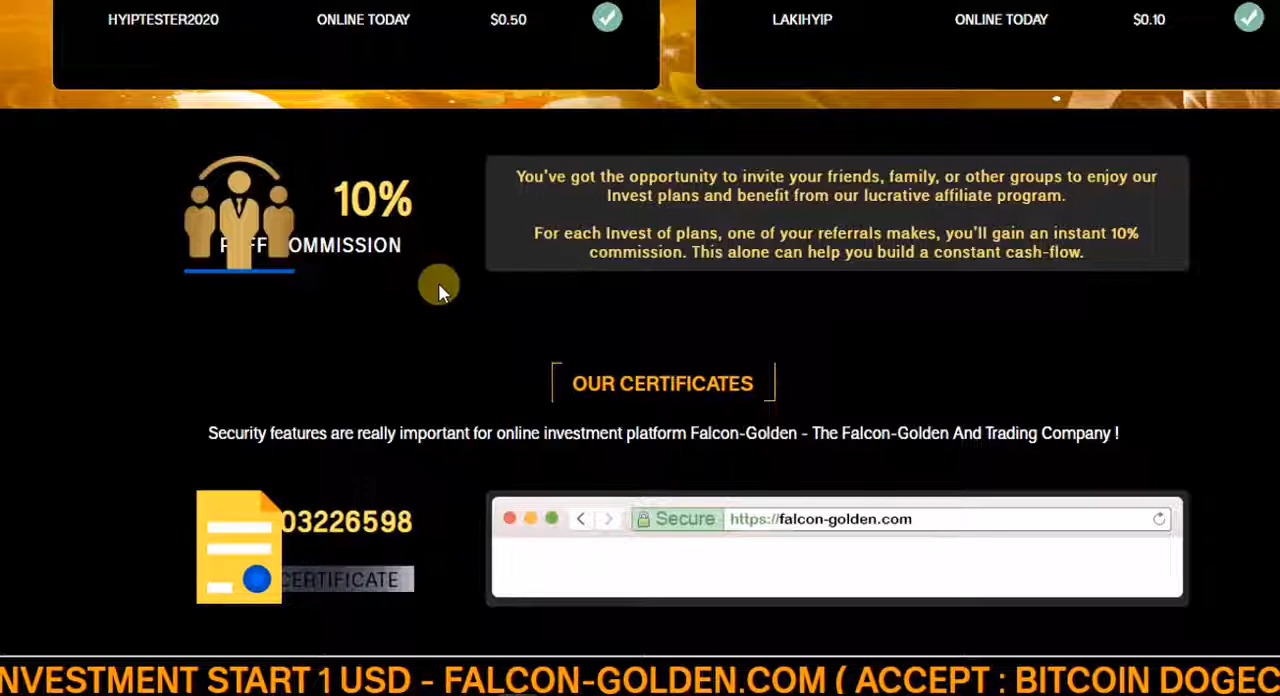 HYIPTESTER2020 ONLINE TODAY $0.50
LAKIHYIP ONLINE TODAY $0.10
10%
COMMISSION
You've got the opportunity to invite your friends, family, or other groups to enjoy our
Invest plans and benefit from our lucrative affiliate program.
For each Invest of plans, one of your referrals makes, you'll gain an instant 10%
commission. This alone can help you build a constant cash-flow.
OUR CERTIFICATES
Security features are really important for online investment platform Falcon-Golden - The Falcon-Golden And Trading Company !
03226598
CERTIFICATE
Secure https://falcon-golden.com
NVESTMENT START 1 USD - FALCON-GOLDEN.COM ( ACCEPT : BITCOIN DOGEC